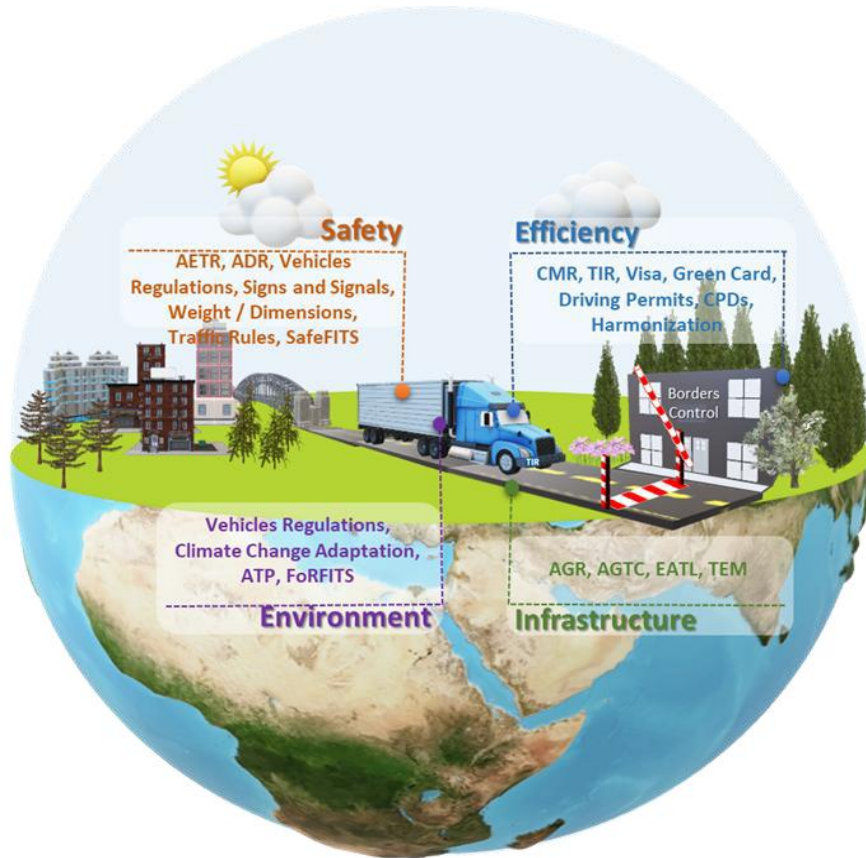 Safety
AETR, ADR, Vehicles
Regulations, Signs and Signals,
Weight / Dimensions,
Traffic Rules, SafeFITS
Efficiency
CMR, TIR, Visa, Green Card,
Driving Permits, CPDs,
Harmonization
Borders
Control
TIR
Vehicles Regulations,
Climate Change Adaptation,
ATP, FoRFITS
Environment
AGR, AGTC, EATL, TEM
Infrastructure